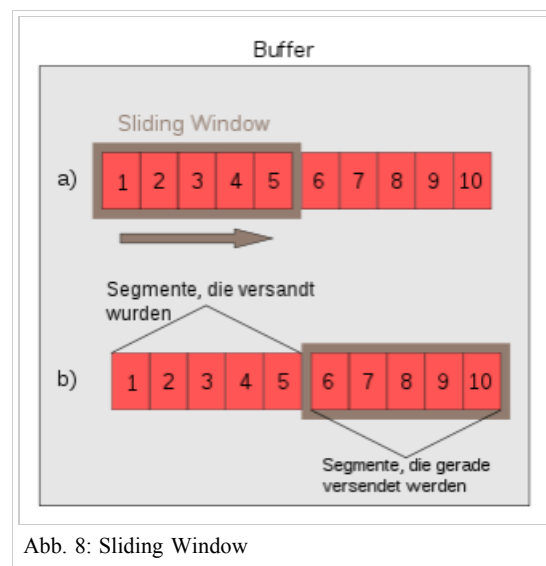 Buffer
Sliding Window
a)
1 2 3 4 5 6 7 8 9 10
Segmente, die versandt
wurden
b)
1 2 3 4 5 6 7 8 9 10
Segmente, die gerade
versendet werden
Abb. 8: Sliding Window